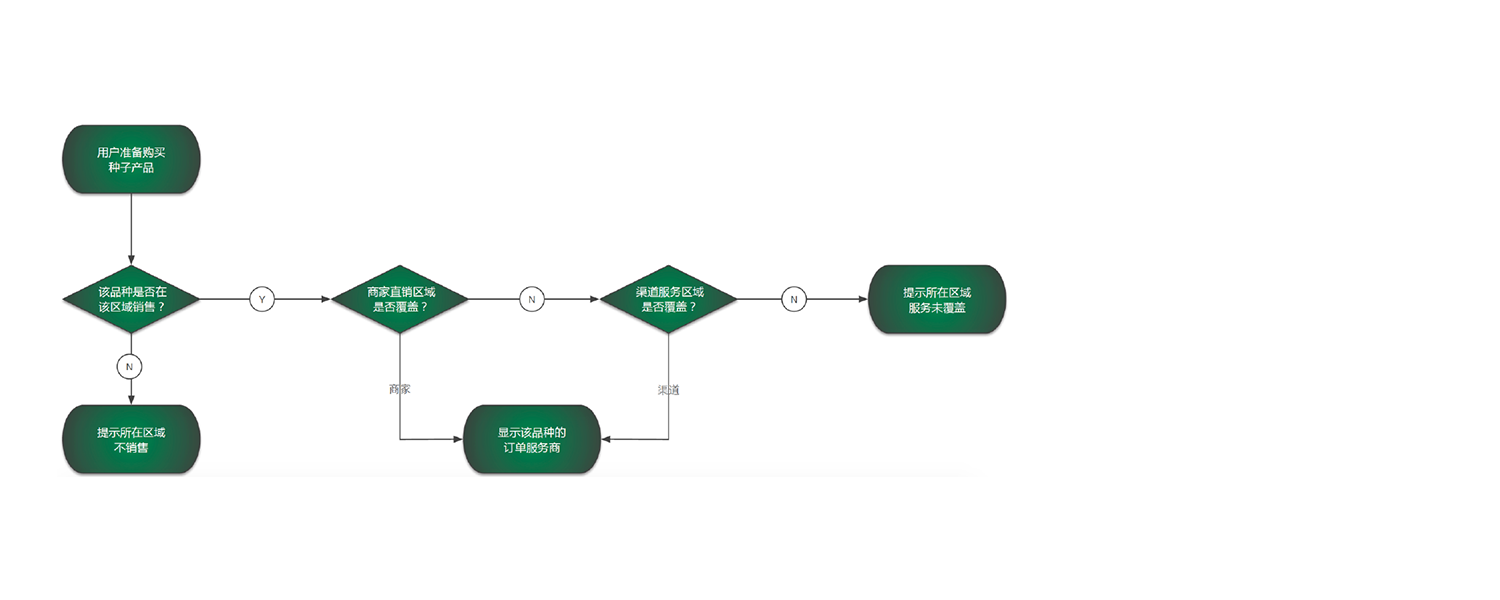 用户准备购买
种子产品
该品种是否在
该区域销售？
Y
商家直销区域
是否覆盖？
N
渠道服务区域
是否覆盖？
N
提示所在区域
服务未覆盖
N
商家
渠道
提示所在区域
不销售
显示该品种的
订单服务商